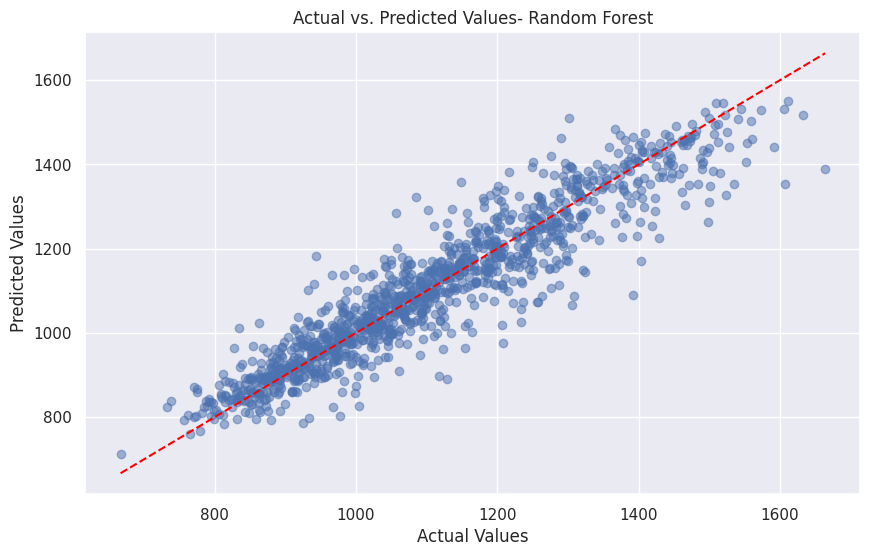 Actual vs. Predicted Values- Random Forest
Predicted Values
1600
1400
1200
1000
800
800 1000 1200 1400 1600
Actual Values